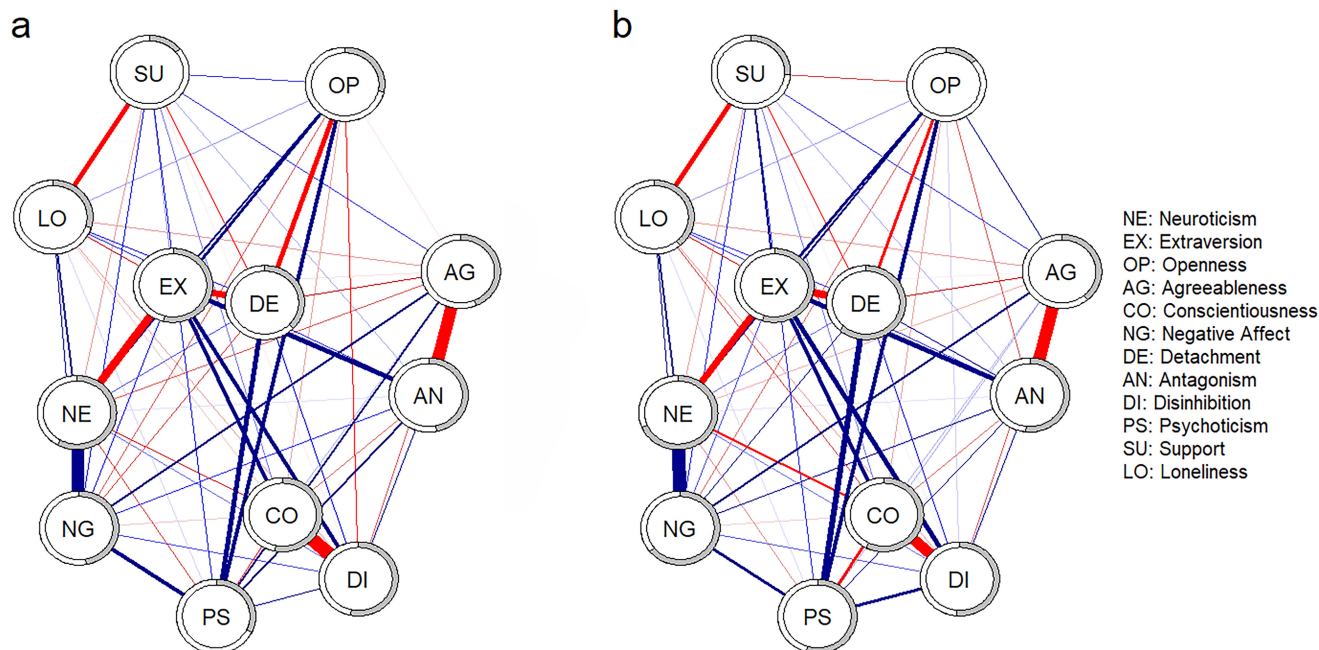 a
SU
OP
LO
EX
DE
AG
NE
AN
NG
CO
DI
PS
b
SU
OP
LO
EX
DE
AG
NE
AN
NG
CO
DI
PS
NE: Neuroticism
EX: Extraversion
OP: Openness
AG: Agreeableness
CO: Conscientiousness
NG: Negative Affect
DE: Detachment
AN: Antagonism
DI: Disinhibition
PS: Psychoticism
SU: Support
LO: Loneliness